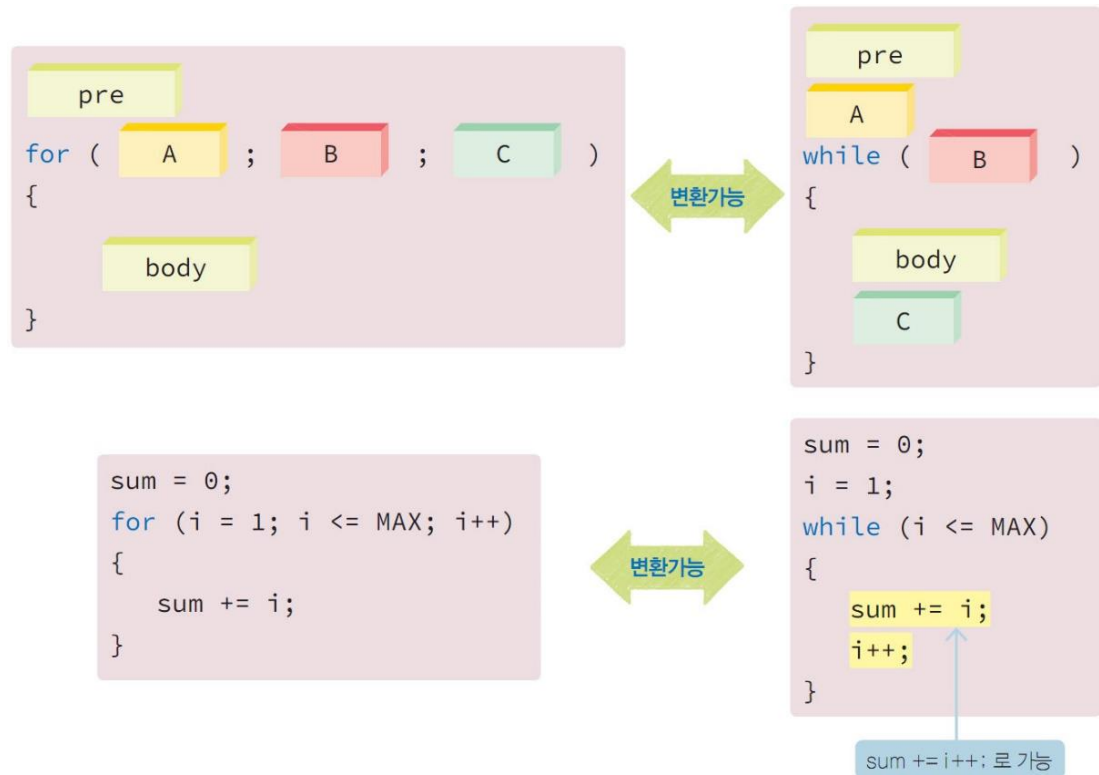 pre
for ( A ; B ; C )
{
body
}
변환가능
pre
A
while ( B )
{
body
C
}
sum = 0;
for (i = 1; i <= MAX; i++)
{
sum += i;
}
변환가능
sum = 0;
i = 1;
while (i <= MAX)
{
sum += i;
i++;
}
sum += i++; 로 가능